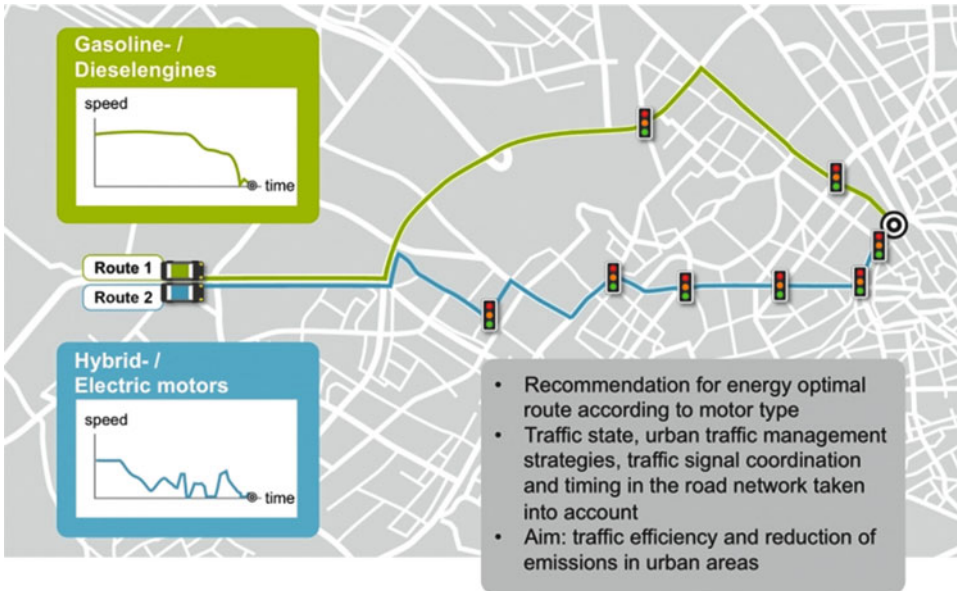 Gasoline- /
Dieselengines
speed
time
Route 1
Route 2
Hybrid- /
Electric motors
speed
time
• Recommendation for energy optimal
route according to motor type
• Traffic state, urban traffic management
strategies, traffic signal coordination
and timing in the road network taken
into account
• Aim: traffic efficiency and reduction of
emissions in urban areas